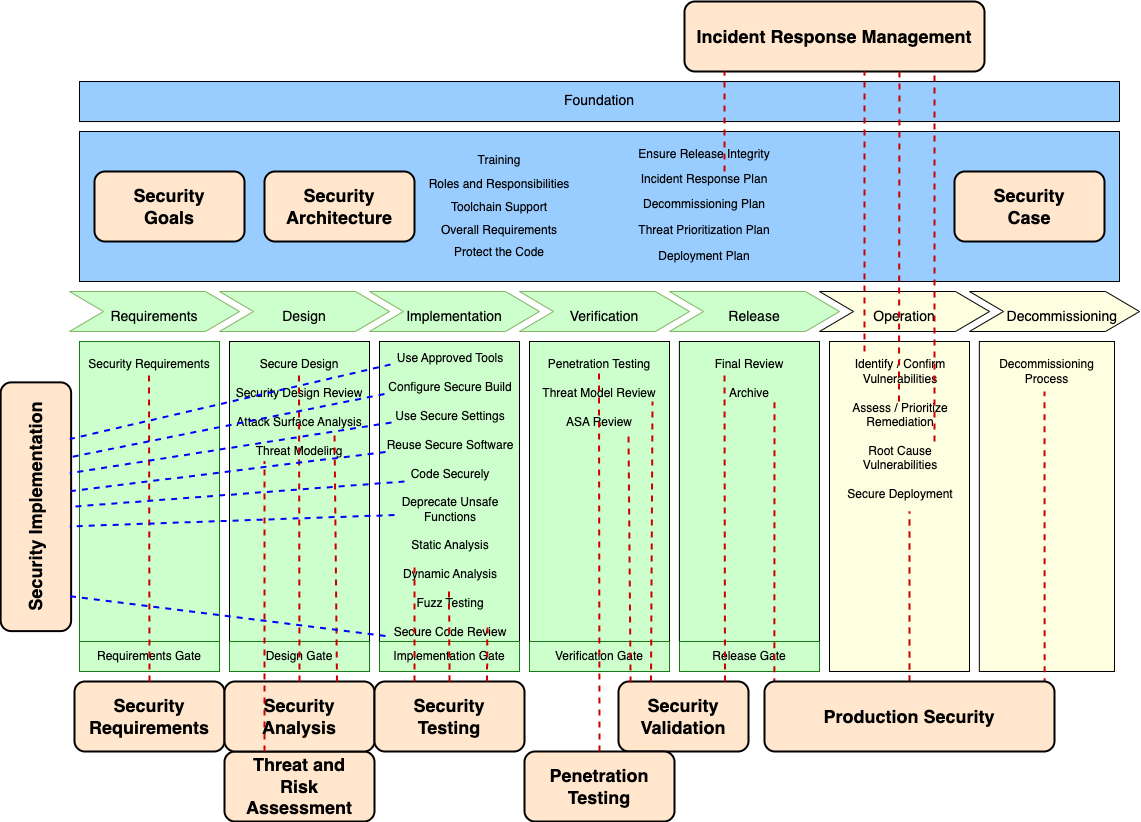 Incident Response Management
Foundation
Security
Goals
Security
Architecture
Training
Roles and Responsibilities
Toolchain Support
Overall Requirements
Protect the Code
Ensure Release Integrity
Incident Response Plan
Decommissioning Plan
Threat Prioritization Plan
Deployment Plan
Security
Case
Requirements
Design
Implementation
Verification
Release
Operation
Decommissioning
Security Implementation
Security Requirements
Requirements Gate
Secure Design
Security Design Review
Attack Surface Analysis
Threat Modeling
Design Gate
Use Approved Tools
Configure Secure Build
Use Secure Settings
Reuse Secure Software
Code Securely
Deprecate Unsafe
Functions
Static Analysis
Dynamic Analysis
Fuzz Testing
Secure Code Review
Implementation Gate
Penetration Testing
Threat Model Review
ASA Review
Verification Gate
Final Review
Archive
Release Gate
Identify / Confirm
Vulnerabilities
Assess / Prioritize
Remediation
Root Cause
Vulnerabilities
Secure Deployment
Decommissioning
Process
Security
Requirements
Security
Analysis
Security
Testing
Security
Validation
Production Security
Threat and
Risk
Assessment
Penetration
Testing